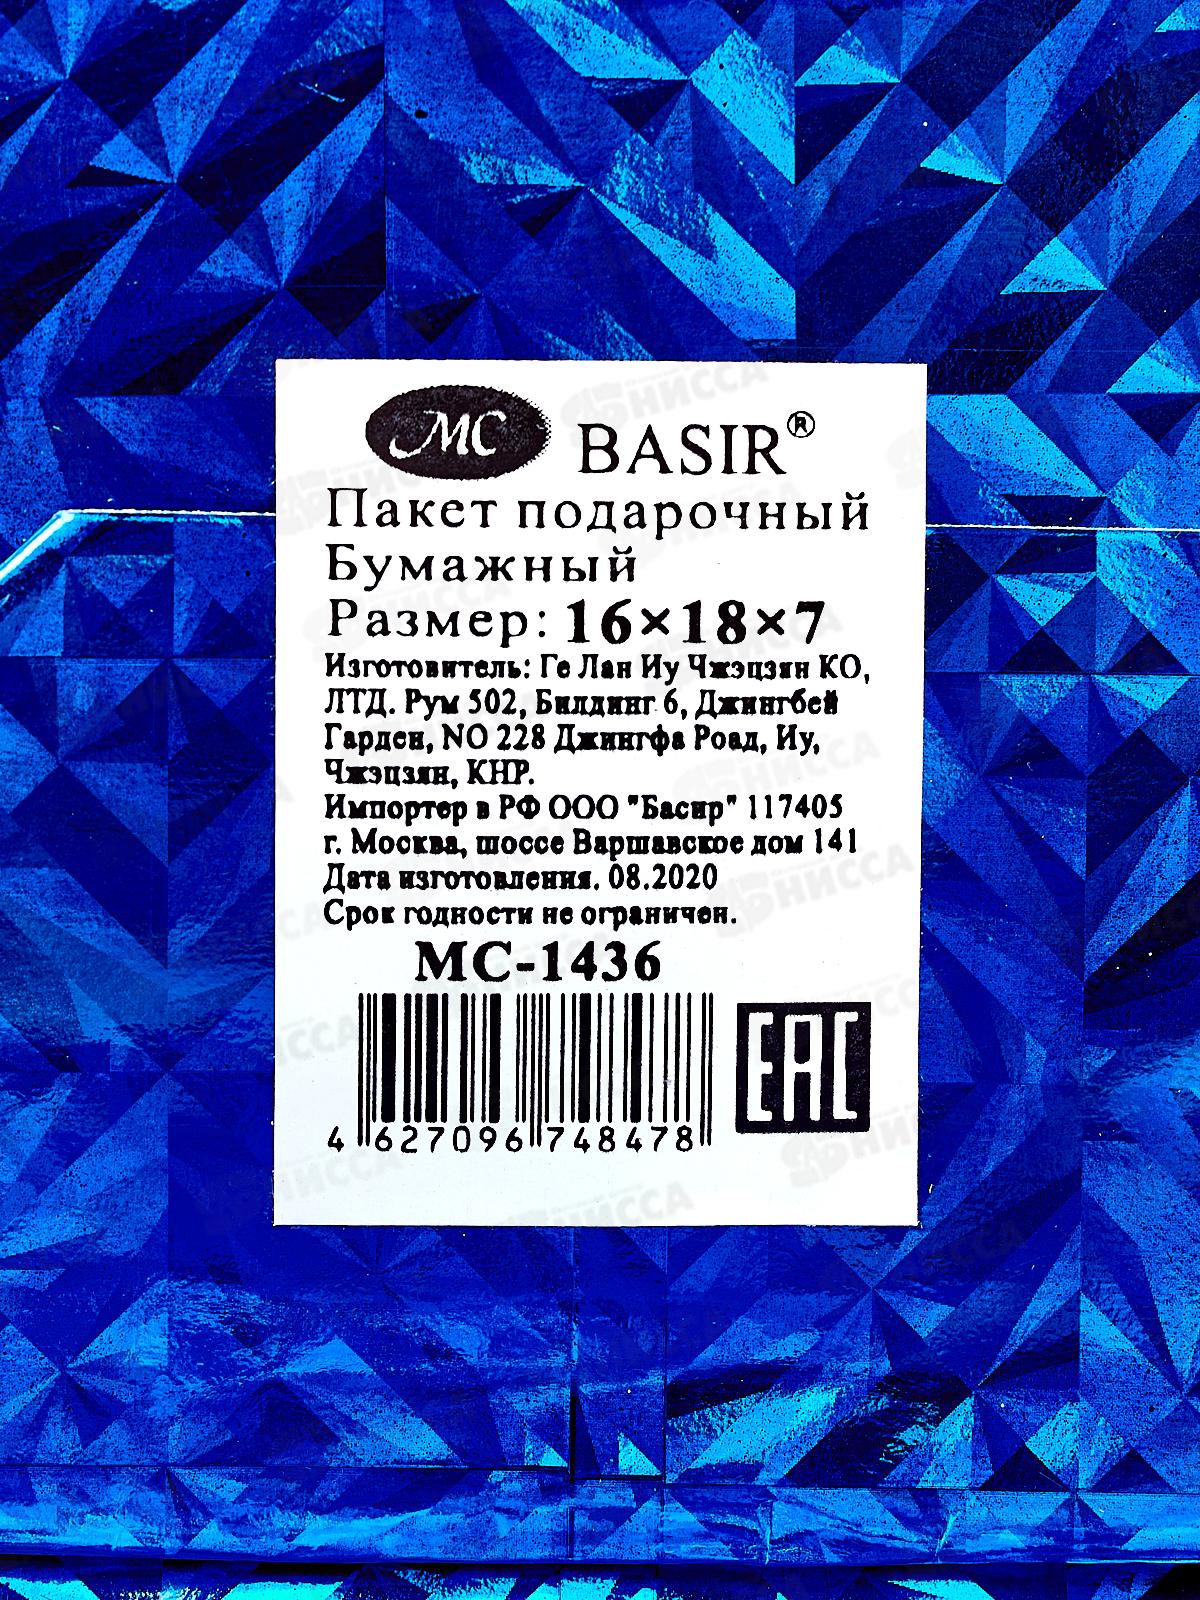 МС BASIR®
Пакет подарочный
Бумажный
Размер: 16×18×7
Изготовитель: Ге Лан Иу Чжэцзян КО,
ЛТД. Рум 502, Билдинг 6, Джингбей
Гарден, NO 228 Джингфа Роад, Иу,
Чжэцзян, КНР.
Импортер в РФ ООО "Басир" 117405
г. Москва, шоссе Варшавское дом 141
Дата изготовления. 08.2020
Срок годности не ограничен.
МС-1436
EAC
4 627096 748478